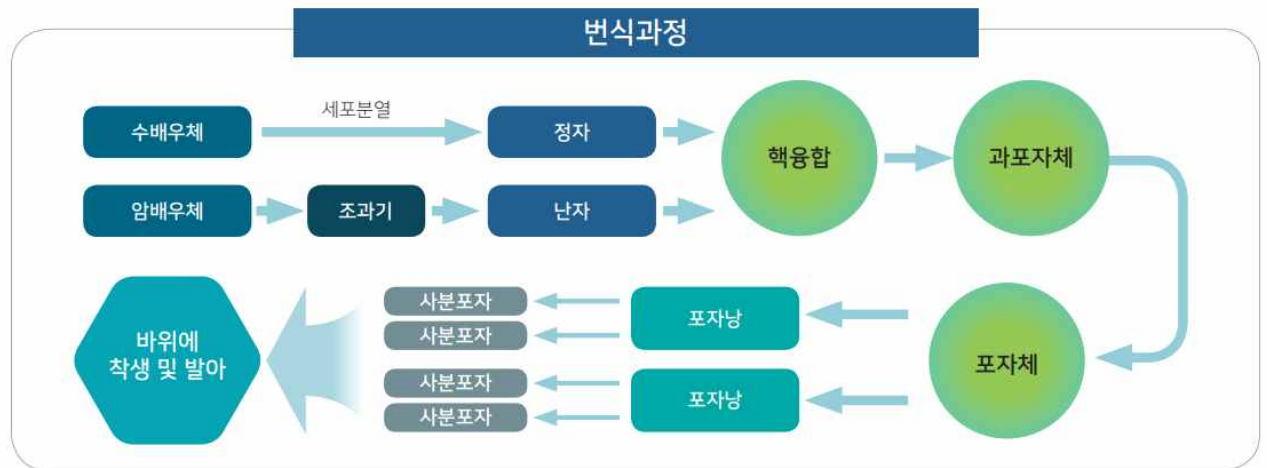 번식과정
세포분열
수배우체
정자
암배우체
조과기
난자
핵융합
과포자체
바위에
착생 및 발아
사분포자
사분포자
사분포자
사분포자
포자낭
포자낭
포자체